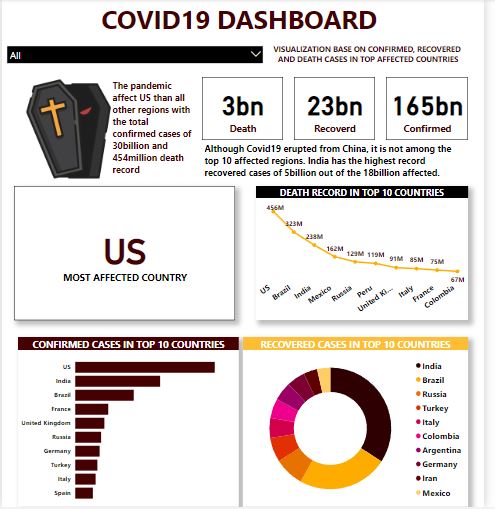 COVID19 DASHBOARD
All
VISUALIZATION BASE ON CONFIRMED, RECOVERED
AND DEATH CASES IN TOP AFFECTED COUNTRIES
The pandemic
affect US than all
other regions with
the total
confirmed cases of
30billion and
454million death
record
3bn
Death
23bn
Recoverd
165bn
Confirmed
Although Covid19 erupted from China, it is not among the
top 10 affected regions. India has the highest record
recovered cases of 5billion out of the 18billion affected.
US
MOST AFFECTED COUNTRY
DEATH RECORD IN TOP 10 COUNTRIES
456M
323M
238M
162M
129M
119M
91M
85M
75M
67M
US
Brazil
India
Mexico
Russia
Peru
United Ki...
Italy
France
Colombia
CONFIRMED CASES IN TOP 10 COUNTRIES
US
India
Brazil
France
United Kingdom
Russia
Germany
Turkey
Italy
Spain
RECOVERED CASES IN TOP 10 COUNTRIES
India
Brazil
Russia
Turkey
Italy
Colombia
Argentina
Germany
Iran
Mexico